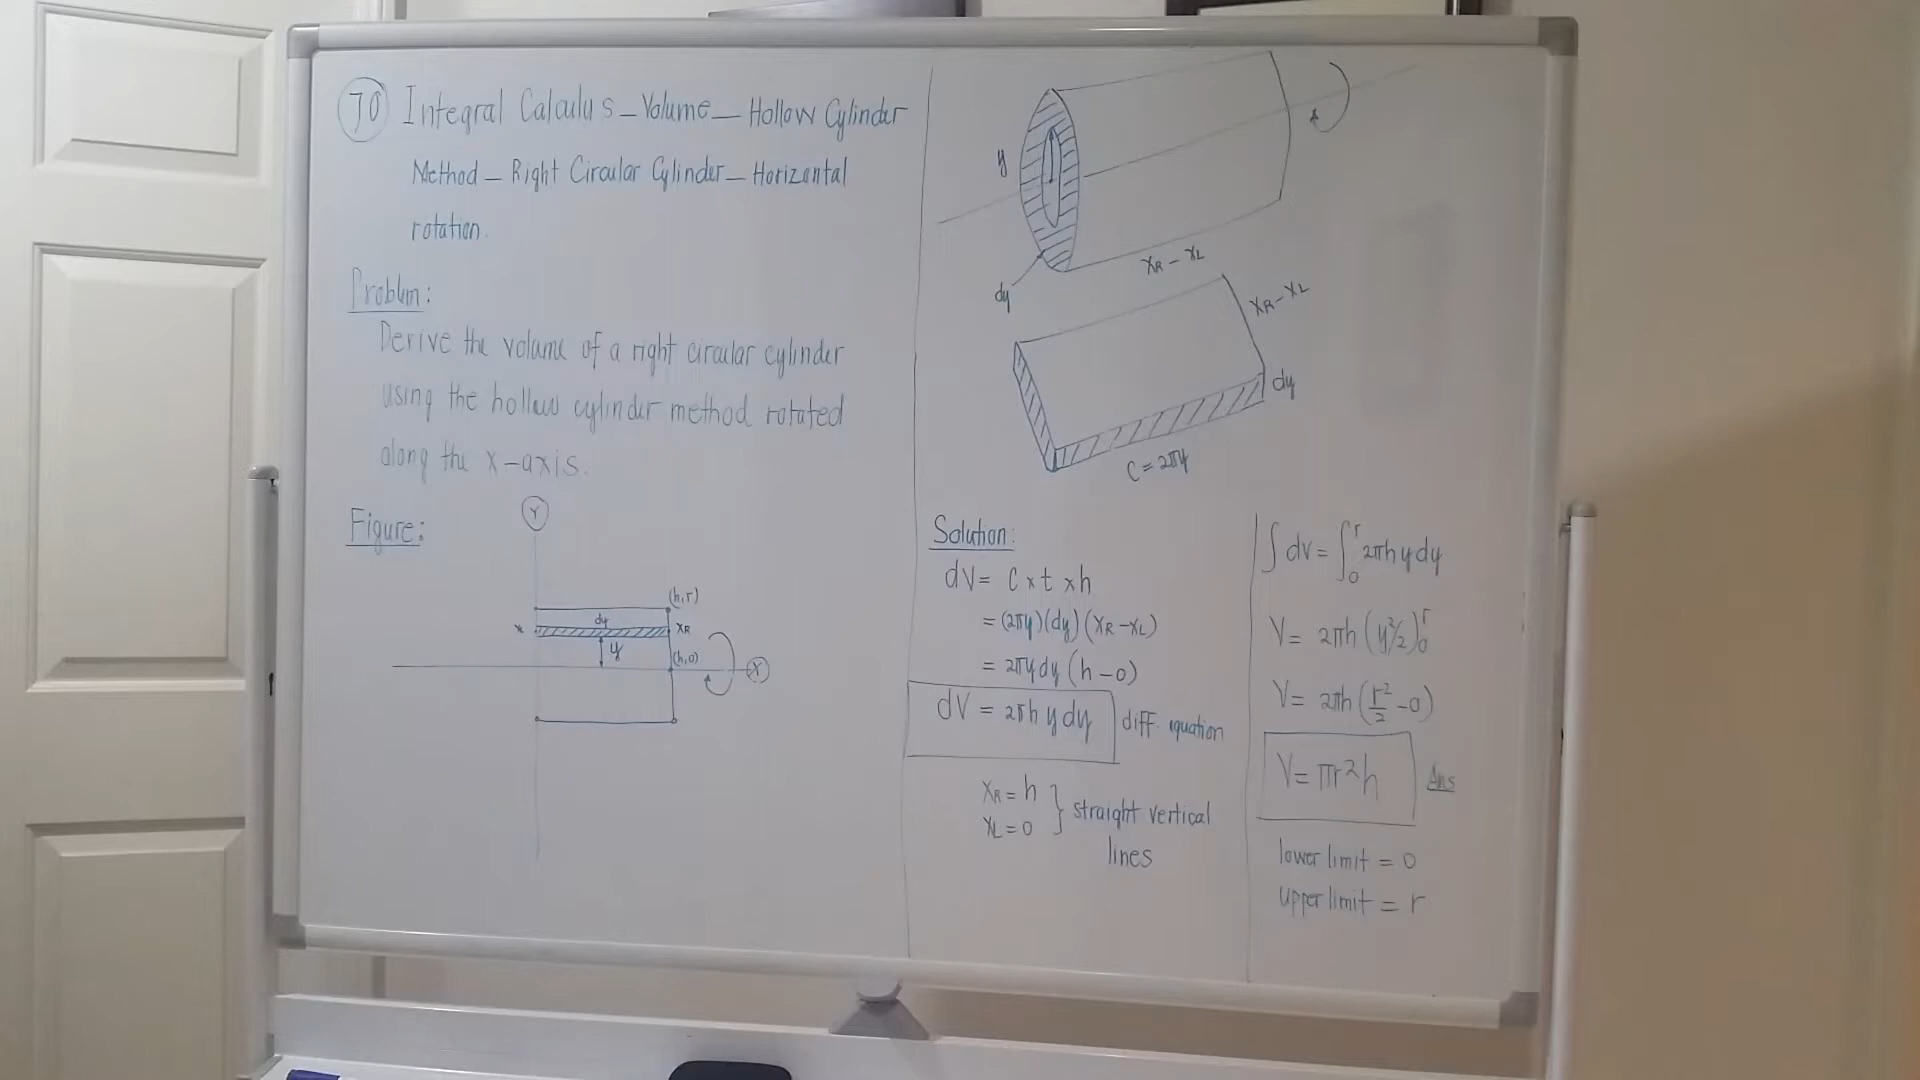 70 Integral Calculus – Volume – Hollow Cylinder
Method – Right Circular Cylinder – Horizontal
rotation.
Problem:
Derive the volume of a right circular cylinder
using the hollow cylinder method rotated
along the x-axis.
Figure:
Y
(h,r)
dy
XR
y
(h,0)
X
y
dy
XR – XL
XR – XL
dy
C = 2πy
Solution:
dV = C x t x h
= (2πy)(dy)(XR – XL)
= 2πy dy (h – 0)
dV = 2πh y dy diff. equation
XR = h
XL = 0 } straight vertical
lines
∫ dv = ∫₀ʳ 2πh y dy
V = 2πh (y²/2)₀ʳ
V = 2πh (r²/2 – 0)
V = πr²h Ans
lower limit = 0
upper limit = r